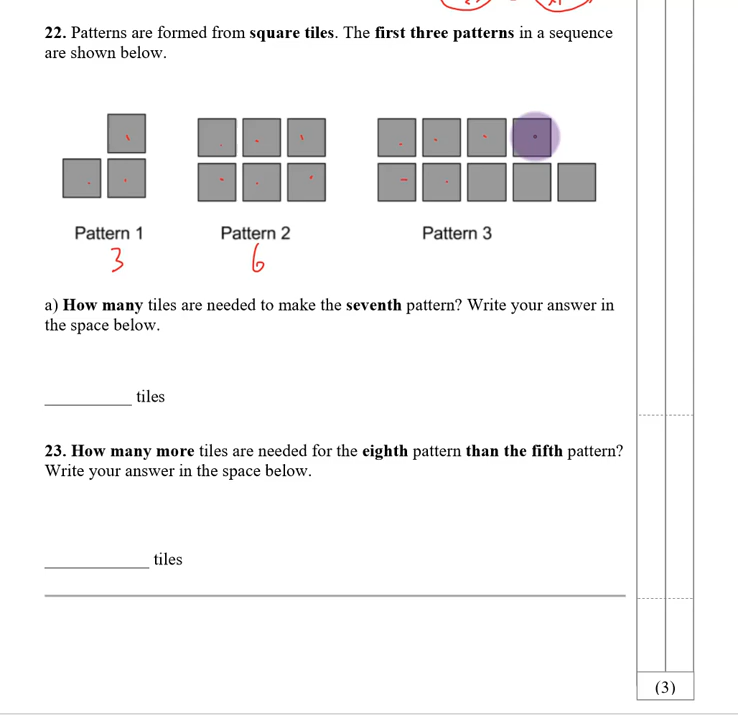 22. Patterns are formed from square tiles. The first three patterns in a sequence
are shown below.
Pattern 1
Pattern 2
Pattern 3
3
6
a) How many tiles are needed to make the seventh pattern? Write your answer in
the space below.
__________ tiles
23. How many more tiles are needed for the eighth pattern than the fifth pattern?
Write your answer in the space below.
____________ tiles
(3)